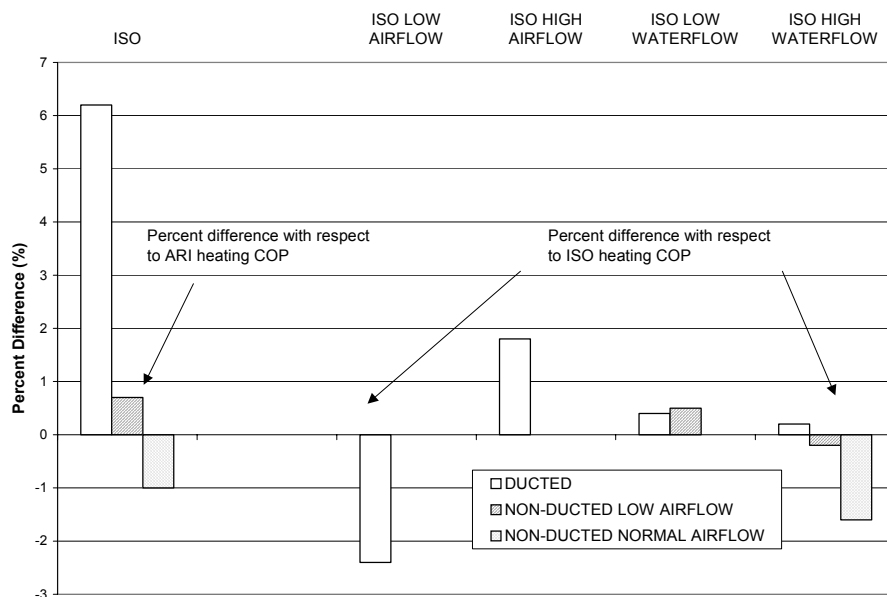 ISO
ISO LOW
AIRFLOW
ISO HIGH
AIRFLOW
ISO LOW
WATERFLOW
ISO HIGH
WATERFLOW
7
6
5
4
3
2
1
0
-1
-2
-3
Percent Difference (%)
Percent difference with respect
to ARI heating COP
Percent difference with respect
to ISO heating COP
DUCTED
NON-DUCTED LOW AIRFLOW
NON-DUCTED NORMAL AIRFLOW